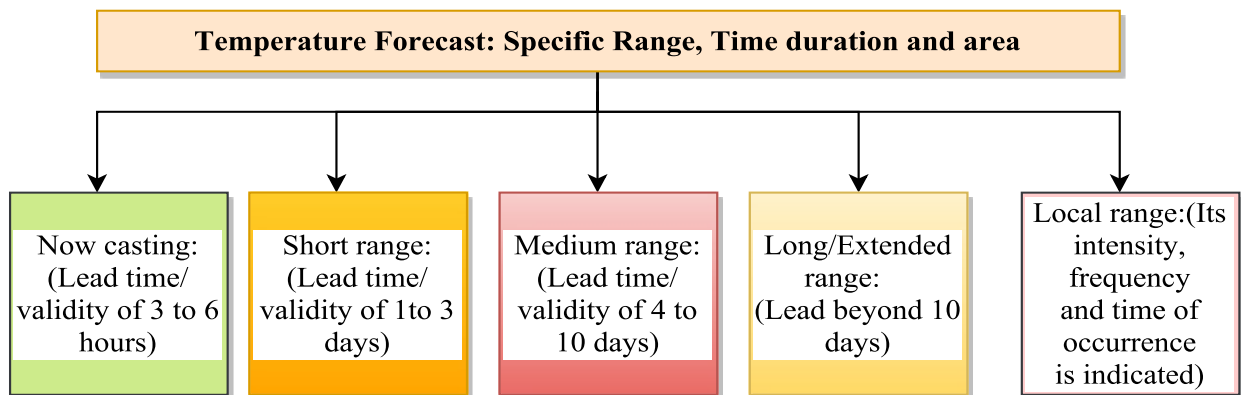 Temperature Forecast: Specific Range, Time duration and area
Now casting:
(Lead time/
validity of 3 to 6
hours)
Short range:
(Lead time/
validity of 1to 3
days)
Medium range:
(Lead time/
validity of 4 to
10 days)
Long/Extended
range:
(Lead beyond 10
days)
Local range:(Its
intensity,
frequency
and time of
occurrence
is indicated)